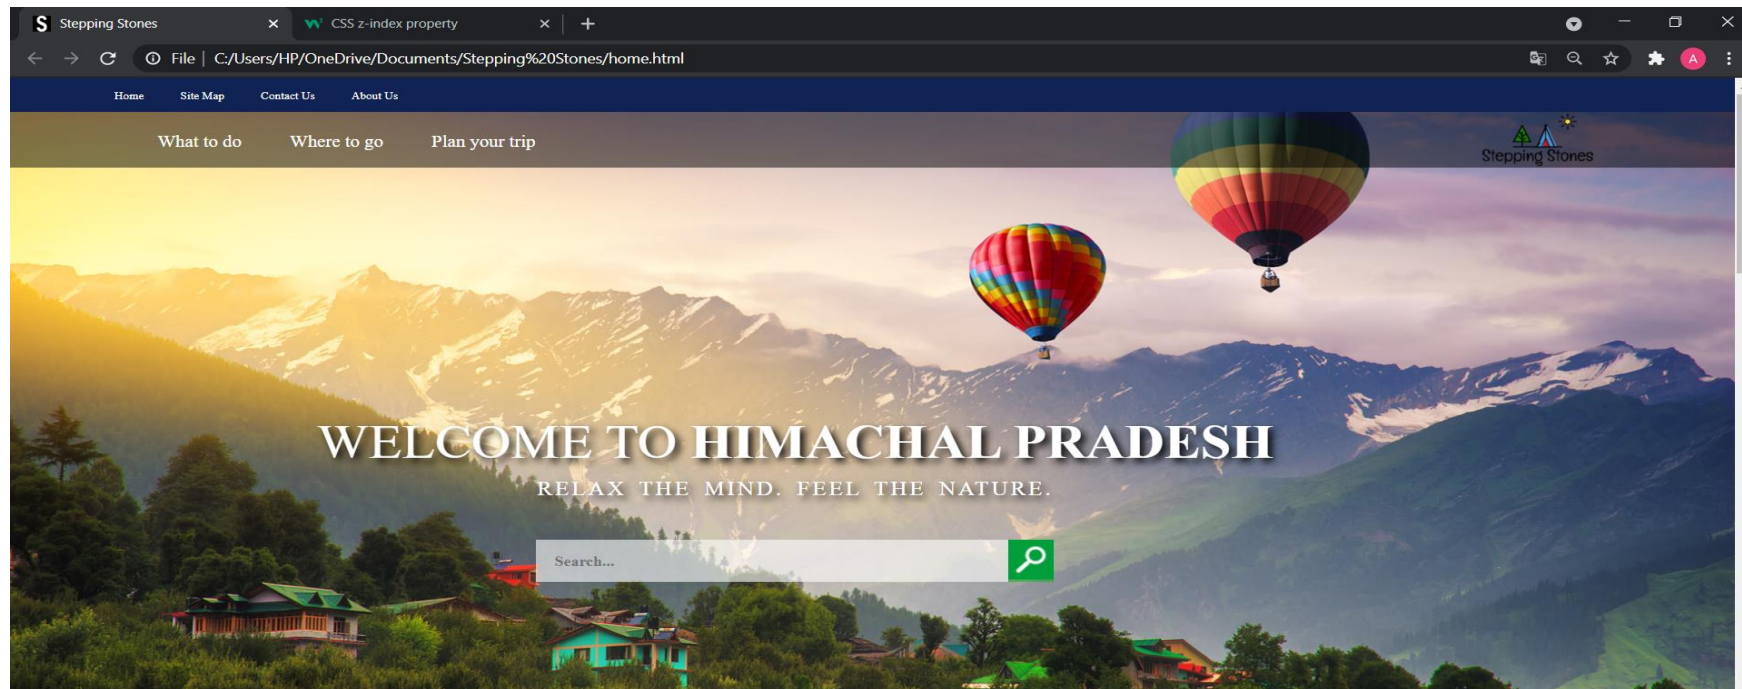 S Stepping Stones
CSS z-index property
File | C:/Users/HP/OneDrive/Documents/Stepping%20Stones/home.html
A
Home Site Map Contact Us About Us
What to do Where to go Plan your trip
Stepping Stones
WELCOME TO HIMACHAL PRADESH
RELAX THE MIND. FEEL THE NATURE.
Search...